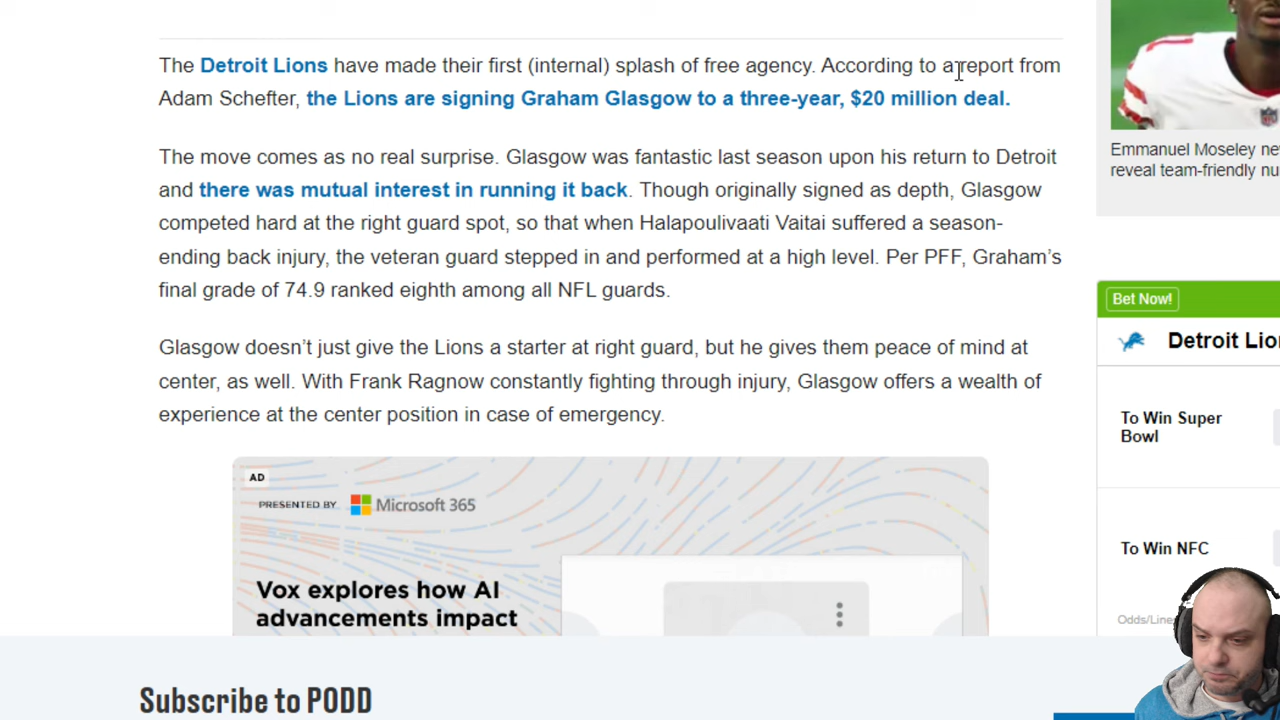 The Detroit Lions have made their first (internal) splash of free agency. According to a report from
Adam Schefter, the Lions are signing Graham Glasgow to a three-year, $20 million deal.
The move comes as no real surprise. Glasgow was fantastic last season upon his return to Detroit
and there was mutual interest in running it back. Though originally signed as depth, Glasgow
competed hard at the right guard spot, so that when Halapoulivaati Vaitai suffered a season-
ending back injury, the veteran guard stepped in and performed at a high level. Per PFF, Graham’s
final grade of 74.9 ranked eighth among all NFL guards.
Glasgow doesn’t just give the Lions a starter at right guard, but he gives them peace of mind at
center, as well. With Frank Ragnow constantly fighting through injury, Glasgow offers a wealth of
experience at the center position in case of emergency.
AD
PRESENTED BY Microsoft 365
Vox explores how AI
advancements impact
Subscribe to PODD
Emmanuel Moseley
reveal team-friendly
Bet Now!
Detroit
To Win Super
Bowl
To Win NFC